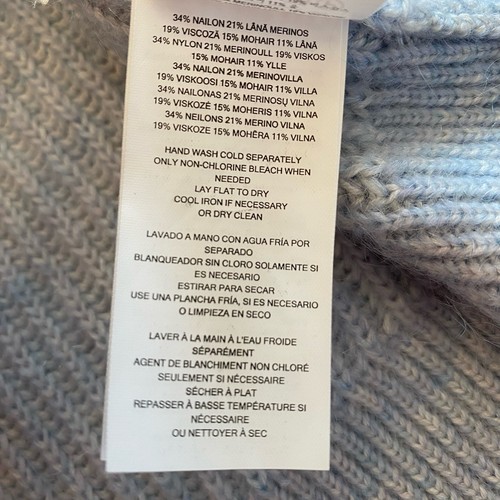 34% NAILON 21% LÂNĂ MERINOS
19% VISCOZĂ 15% MOHAIR 11% LÂNĂ
34% NYLON 21% MERINOULL 19% VISKOS
15% MOHAIR 11% YLLE
34% NAILON 21% MERINOVILLA
19% VISKOOSI 15% MOHAIR 11% VILLA
34% NAILONAS 21% MERINOSŲ VILNA
19% VISKOZĖ 15% MOHERIS 11% VILNA
34% NEILONS 21% MERINO VILNA
19% VISKOZE 15% MOHĒRA 11% VILNA
HAND WASH COLD SEPARATELY
ONLY NON-CHLORINE BLEACH WHEN
NEEDED
LAY FLAT TO DRY
COOL IRON IF NECESSARY
OR DRY CLEAN
LAVADO A MANO CON AGUA FRÍA POR
SEPARADO
BLANQUEADOR SIN CLORO SOLAMENTE SI
ES NECESARIO
ESTIRAR PARA SECAR
USE UNA PLANCHA FRÍA, SI ES NECESARIO
O LIMPIEZA EN SECO
LAVER À LA MAIN À L'EAU FROIDE
SÉPARÉMENT
AGENT DE BLANCHIMENT NON CHLORÉ
SEULEMENT SI NÉCESSAIRE
SÉCHER À PLAT
REPASSER À BASSE TEMPÉRATURE SI
NÉCESSAIRE
OU NETTOYER À SEC